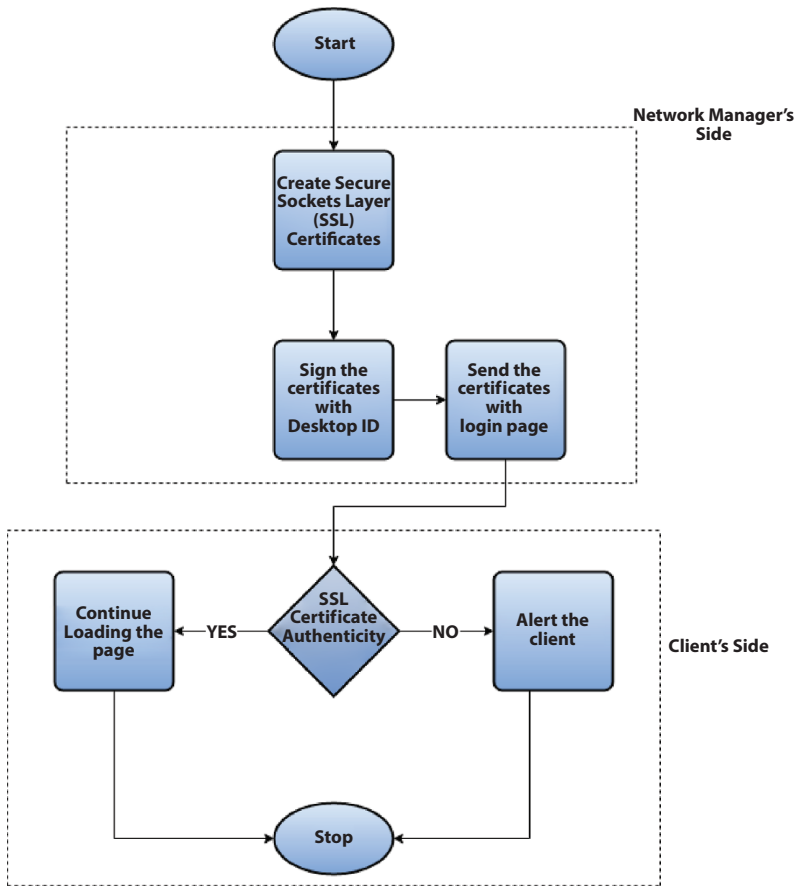 Start
Network Manager's
Side
Create Secure
Sockets Layer
(SSL)
Certificates
Sign the
certificates
with
Desktop ID
Send the
certificates
with
login page
SSL
Certificate
Authenticity
YES
Continue
Loading the
page
NO
Alert the
client
Client's Side
Stop